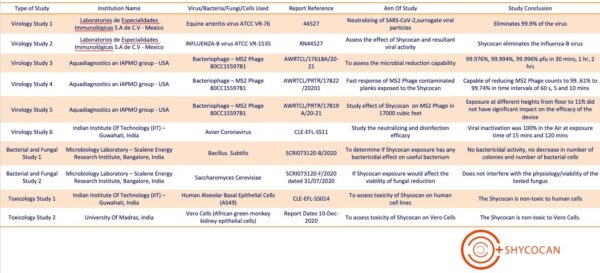 Type of Study Institution Name Virus/Bacteria/Fungi/Cells Used Report Reference Aim Of Study Study Conclusion
Virology Study 1 Laboratorios de Especialidades Immunológicas S.A de C.V - Mexico Equine arteritis virus ATCC VR-76 44527 Neutralizing of SARS-CoV-2,surrogate viral particles Eliminates 99.9% of the virus
Virology Study 2 Laboratorios de Especialidades Immunológicas S.A de C.V - Mexico INFLUENZA-B virus ATCC VR-1535 RN44527 Assess the effect of Shycocan and resultant viral activity Shycocan eliminates the Influenza-B virus
Virology Study 3 Aquadiagnostics an IAPMO group - USA Bacteriophage – MS2 Phage 80CC15597B1 AWRTCL/1761BA/20-21 To assess the microbial reduction capability 99.976%, 99.994%, 99.996% pfu in 30 mins, 1 hr, 2 hrs
Virology Study 4 Aquadiagnostics an IAPMO group - USA Bacteriophage – MS2 Phage 80CC15597B1 AWRTCL/PRTR/17822 /20201 Fast response of MS2 Phage contaminated planks exposed to the Shycocan Capable of reducing MS2 Phage counts to 99. 61% to 99.74% in time intervals of 60 s, 5 and 10 mins
Virology Study 5 Aquadiagnostics an IAPMO group - USA Bacteriophage – MS2 Phage 80CC15597B1 AWRTCL/PRTR/17819 A/20-21 Study effect of Shycocan on MS2 Phage in 17000 cubic feet Exposure at different heights from floor to 11ft did not have significant impact on the efficacy of the device
Virology Study 6 Indian Institute Of Technology (IIT) – Guwahati, India Avian Coronavirus CLE-EFL-SS11 Study the neutralizing and disinfection efficacy Viral inactivation was 100% in the Air at exposure time of 15 mins and 120 mins
Bacterial and Fungal Study 1 Microbiology Laboratory – Scalene Energy Research Institute, Bangalore, India Bacillus. Subtilis SCRI073120-B/2020 To determine if Shycocan exposure has any bactericidal effect on useful bacterium No bactericidal activity, no decrease in number of colonies and number of bacterial cells
Bacterial and Fungal Study 2 Microbiology Laboratory – Scalene Energy Research Institute, Bangalore, India Saccharomyces Cerevisiae SCRI073120-F/2020 dated 31/07/2020 If Shycocan exposure would affect the viability of fungal reduction Does not interfere with the physiology/viability of the tested fungus.
Toxicology Study 1 Indian Institute Of Technology (IIT) – Guwahati, India Human Alveolar Basal Epithelial Cells (A549) CLE-EFL-SS014 To assess toxicity of Shycocan on human cell lines The Shycocan is non-toxic to human cells
Toxicology Study 2 University Of Madras, India Vero Cells (African green monkey kidney epithelial cells) Report Dates 10-Dec-2020 To assess toxicity of Shycocan on Vero Cells The Shycocan is non-toxic to Vero Cells.
SHYCOCAN